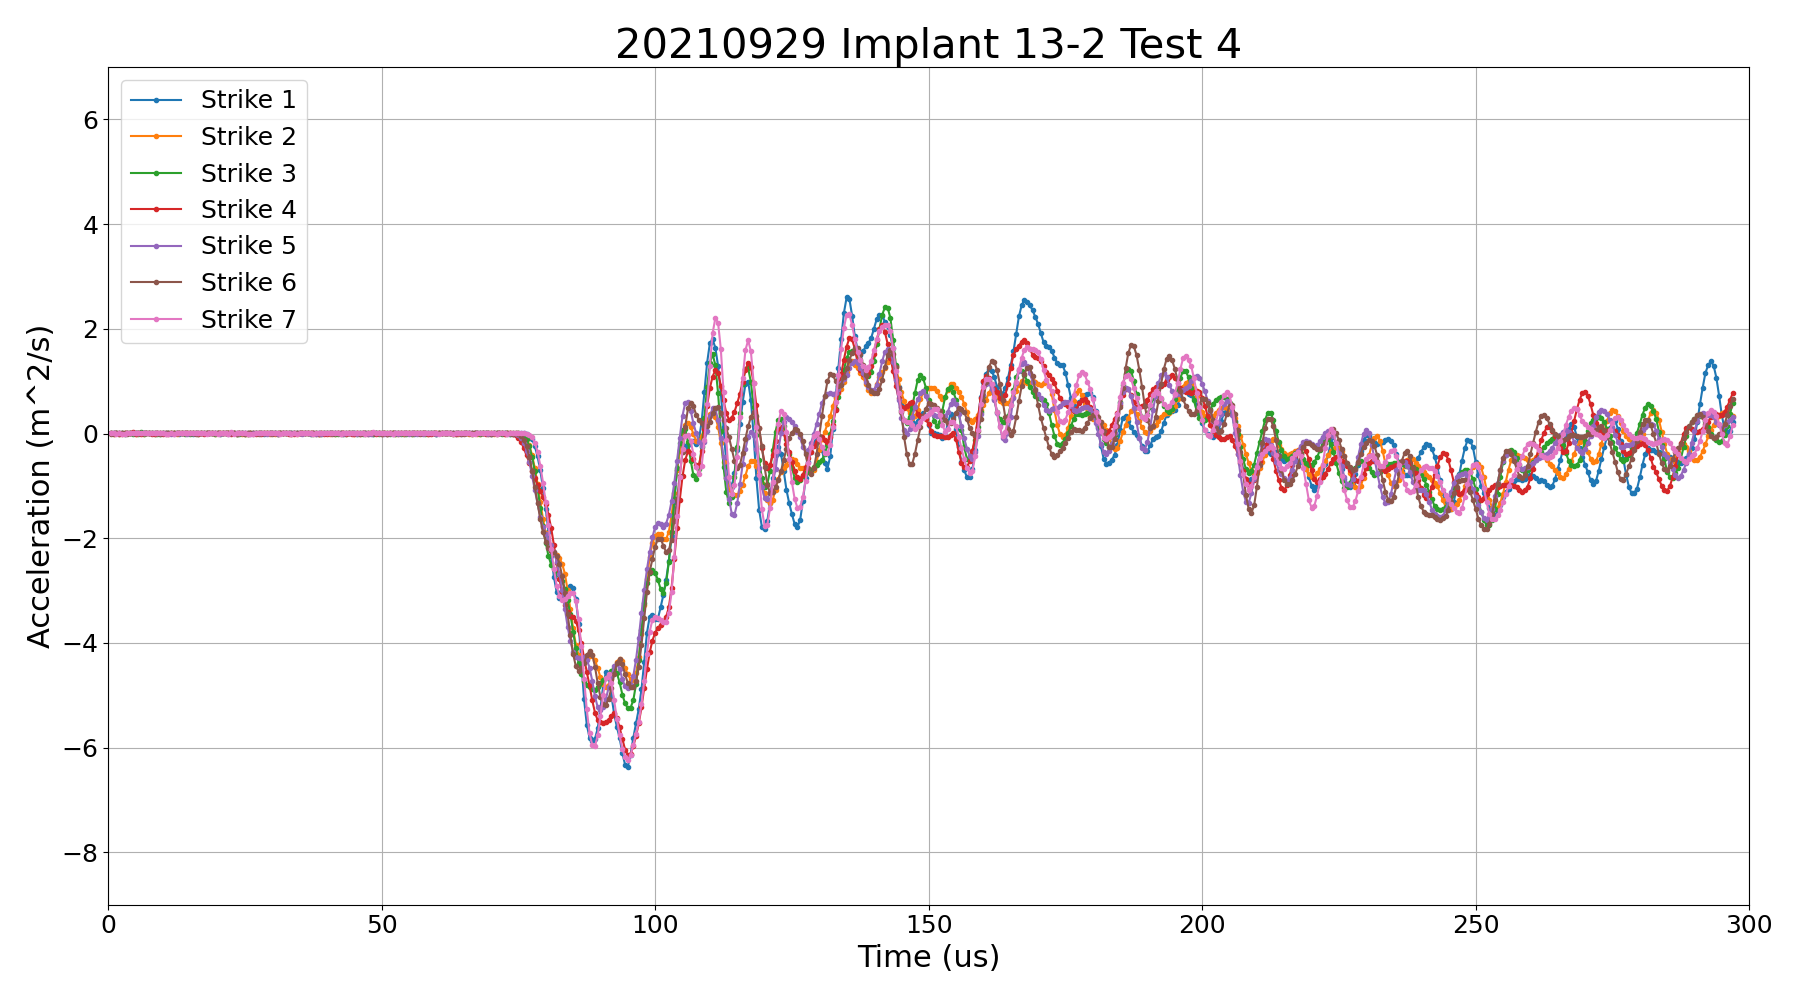 20210929 Implant 13-2 Test 4
Strike 1
Strike 2
Strike 3
Strike 4
Strike 5
Strike 6
Strike 7
Acceleration (m^2/s)
6
4
2
0
−2
−4
−6
−8
0 50 100 150 200 250 300
Time (us)